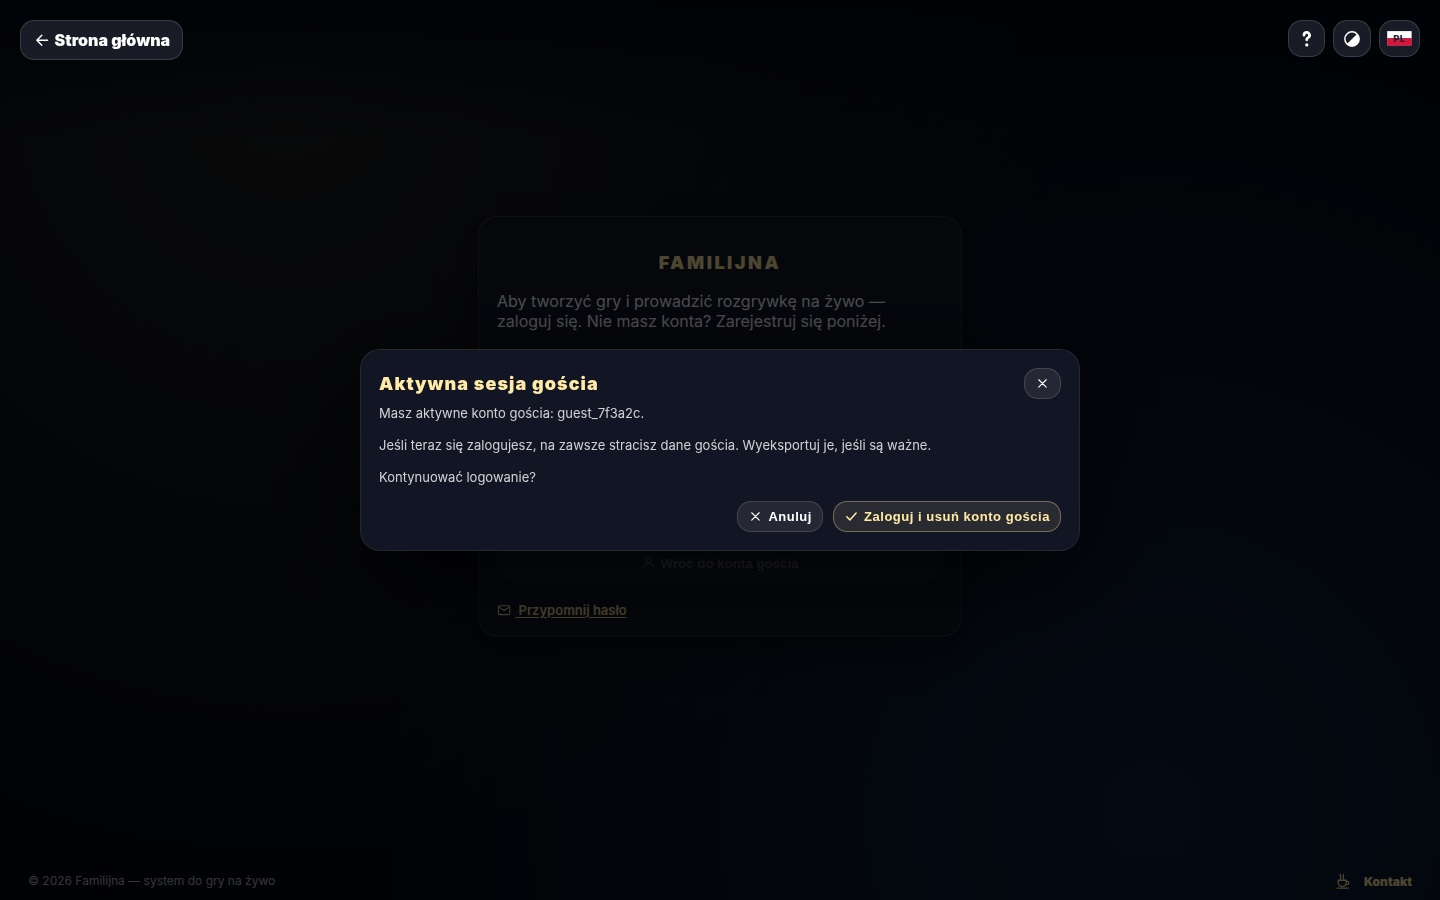 Strona główna
?
PL
FAMILIJNA
Aby tworzyć gry i prowadzić rozgrywkę na żywo —
zaloguj się. Nie masz konta? Zarejestruj się poniżej.
Aktywna sesja gościa
Masz aktywne konto gościa: guest_7f3a2c.
Jeśli teraz się zalogujesz, na zawsze stracisz dane gościa. Wyeksportuj je, jeśli są ważne.
Kontynuować logowanie?
Anuluj
Zaloguj i usuń konto gościa
Wróć do konta gościa
Przypomnij hasło
© 2026 Familijna — system do gry na żywo
Kontakt